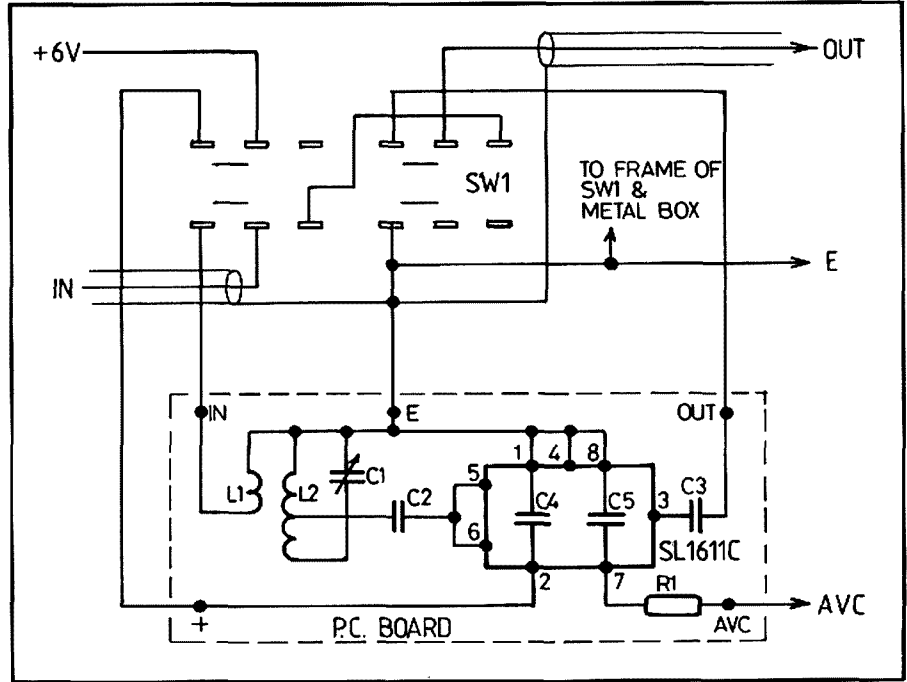 +6V
OUT
SW1
TO FRAME OF
SW1 &
METAL BOX
E
IN
IN
E
OUT
1
4
8
L1
L2
C1
C2
5
6
C4
C5
3
C3
SL1611C
2
7
R1
+
P.C. BOARD
AVC
AVC